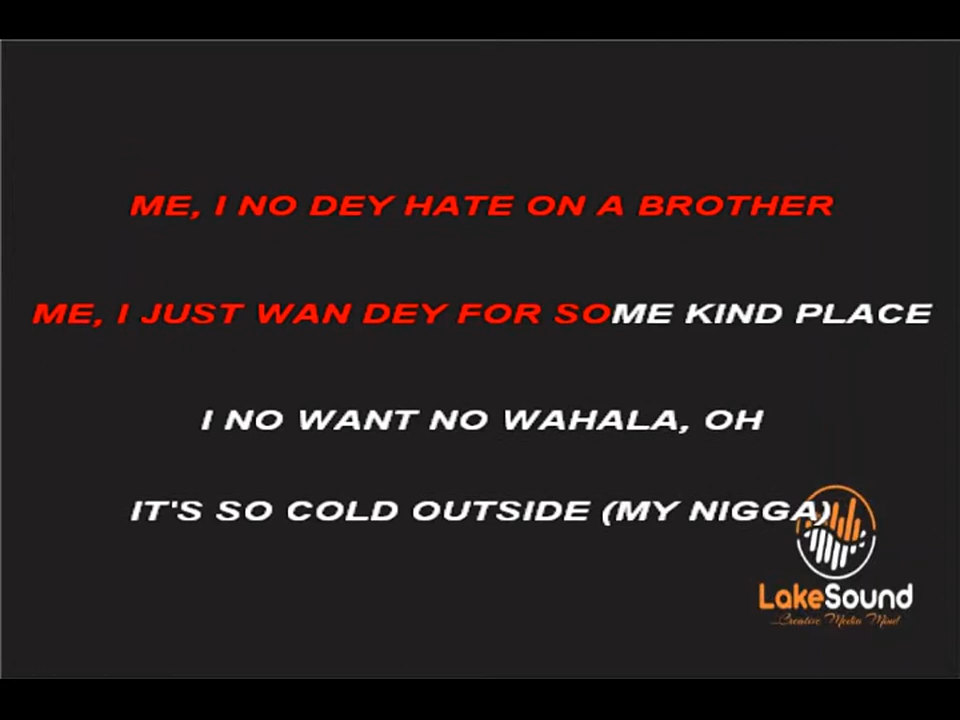 ME, I NO DEY HATE ON A BROTHER
ME, I JUST WAN DEY FOR SOME KIND PLACE
I NO WANT NO WAHALA, OH
IT'S SO COLD OUTSIDE (MY NIGGA)
LakeSound
...Creative Media Mind